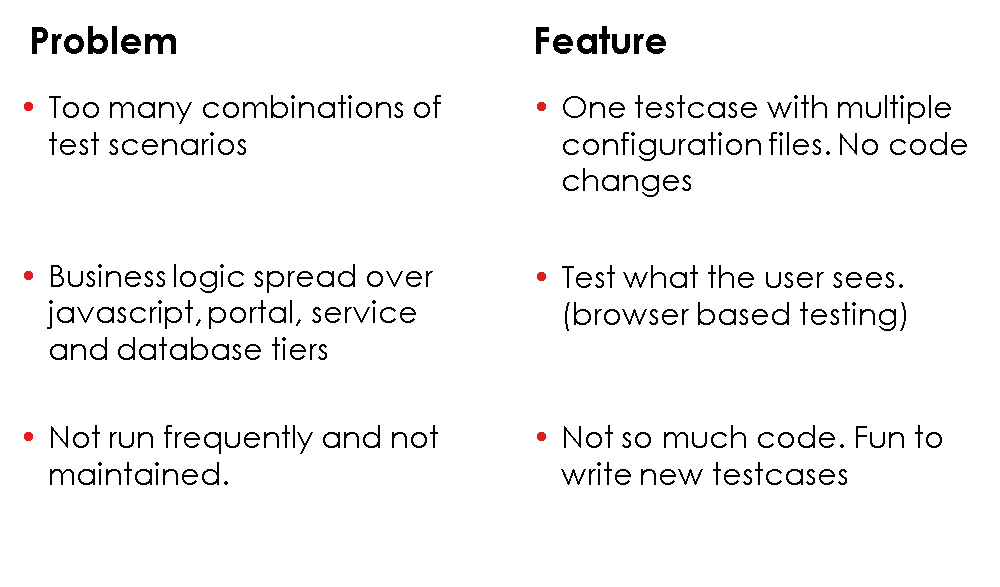 Problem
• Too many combinations of
test scenarios
• Business logic spread over
javascript, portal, service
and database tiers
• Not run frequently and not
maintained.
Feature
• One testcase with multiple
configuration files. No code
changes
• Test what the user sees.
(browser based testing)
• Not so much code. Fun to
write new testcases